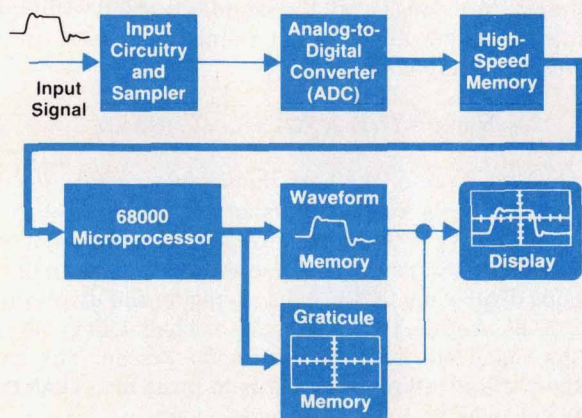 Input
Circuitry
and
Sampler
Analog-to-
Digital
Converter
(ADC)
High-
Speed
Memory
Input
Signal
68000
Microprocessor
Waveform
Memory
Display
Graticule
Memory